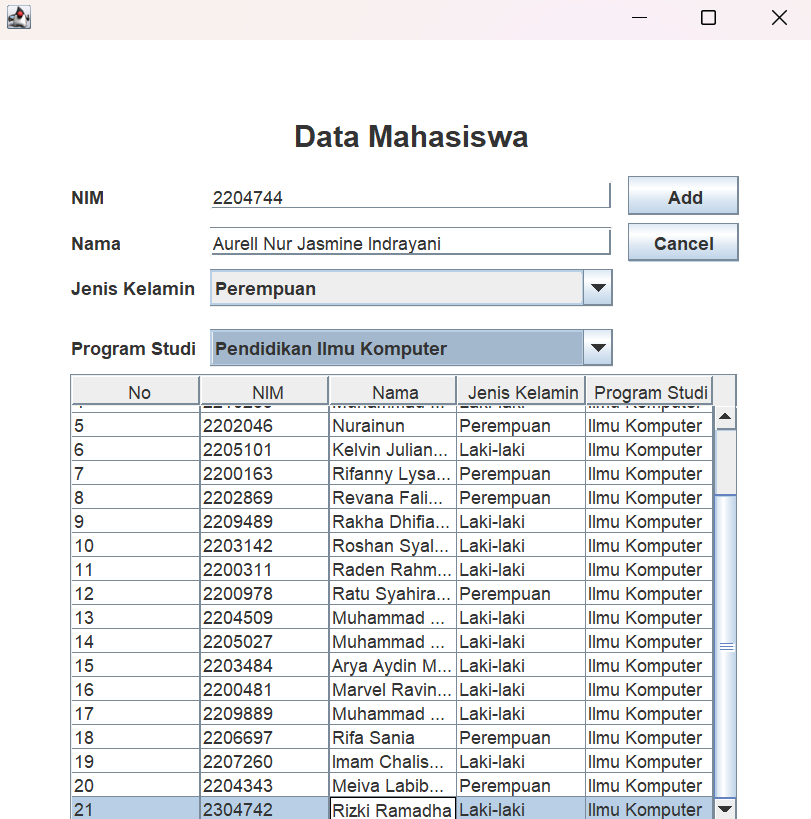 Data Mahasiswa
NIM 2204744 Add
Nama Aurell Nur Jasmine Indrayani Cancel
Jenis Kelamin Perempuan
Program Studi Pendidikan Ilmu Komputer
No NIM Nama Jenis Kelamin Program Studi
5 2202046 Nurainun Perempuan Ilmu Komputer
6 2205101 Kelvin Julian... Laki-laki Ilmu Komputer
7 2200163 Rifanny Lysa... Perempuan Ilmu Komputer
8 2202869 Revana Fali... Perempuan Ilmu Komputer
9 2209489 Rakha Dhifia... Laki-laki Ilmu Komputer
10 2203142 Roshan Syal... Laki-laki Ilmu Komputer
11 2200311 Raden Rahm... Laki-laki Ilmu Komputer
12 2200978 Ratu Syahira... Perempuan Ilmu Komputer
13 2204509 Muhammad ... Laki-laki Ilmu Komputer
14 2205027 Muhammad ... Laki-laki Ilmu Komputer
15 2203484 Arya Aydin M... Laki-laki Ilmu Komputer
16 2200481 Marvel Ravin... Laki-laki Ilmu Komputer
17 2209889 Muhammad ... Laki-laki Ilmu Komputer
18 2206697 Rifa Sania Perempuan Ilmu Komputer
19 2207260 Imam Chalis... Laki-laki Ilmu Komputer
20 2204343 Meiva Labib... Perempuan Ilmu Komputer
21 2304742 Rizki Ramadha Laki-laki Ilmu Komputer